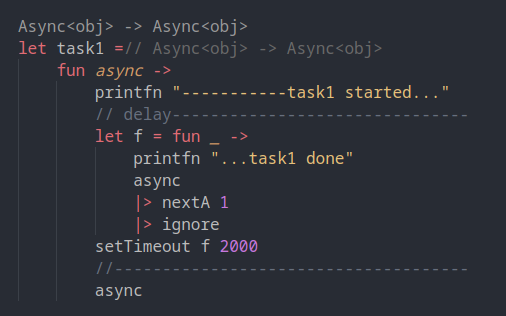 Async<obj> -> Async<obj>
let task1 =// Async<obj> -> Async<obj>
fun async ->
printfn "-----------task1 started..."
// delay-------------------------------
let f = fun _ ->
printfn "...task1 done"
async
|> nextA 1
|> ignore
setTimeout f 2000
//-------------------------------------
async